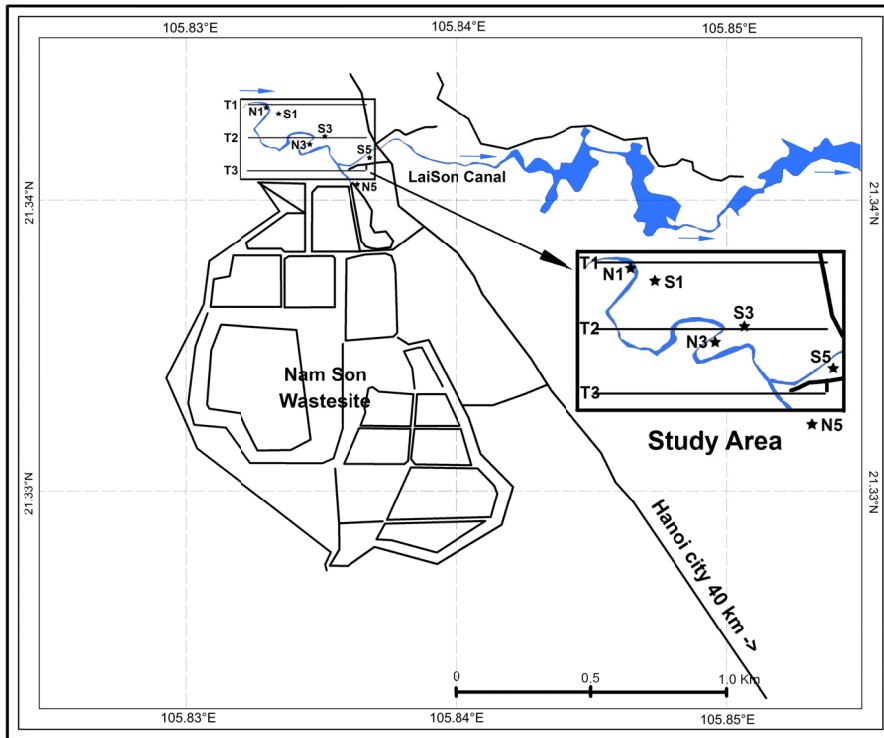 105.83°E
105.84°E
105.85°E
T1
N1
S1
T2
S3
N3
S5
T3
N5
LaiSon Canal
21.34°N
21.34°N
T1
N1
S1
S3
T2
N3
S5
T3
N5
Study Area
Nam Son
Wastesite
21.33°N
21.33°N
Hanoi city 40 km ->
0
0.5
1.0 Km
105.83°E
105.84°E
105.85°E